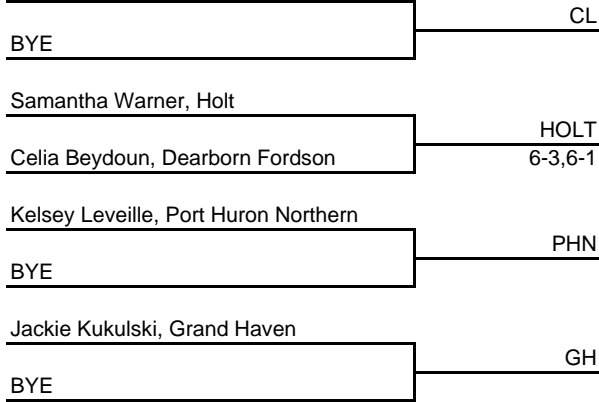 CL
BYE
Samantha Warner, Holt
HOLT
Celia Beydoun, Dearborn Fordson
6-3,6-1
Kelsey Leveille, Port Huron Northern
PHN
BYE
Jackie Kukulski, Grand Haven
GH
BYE